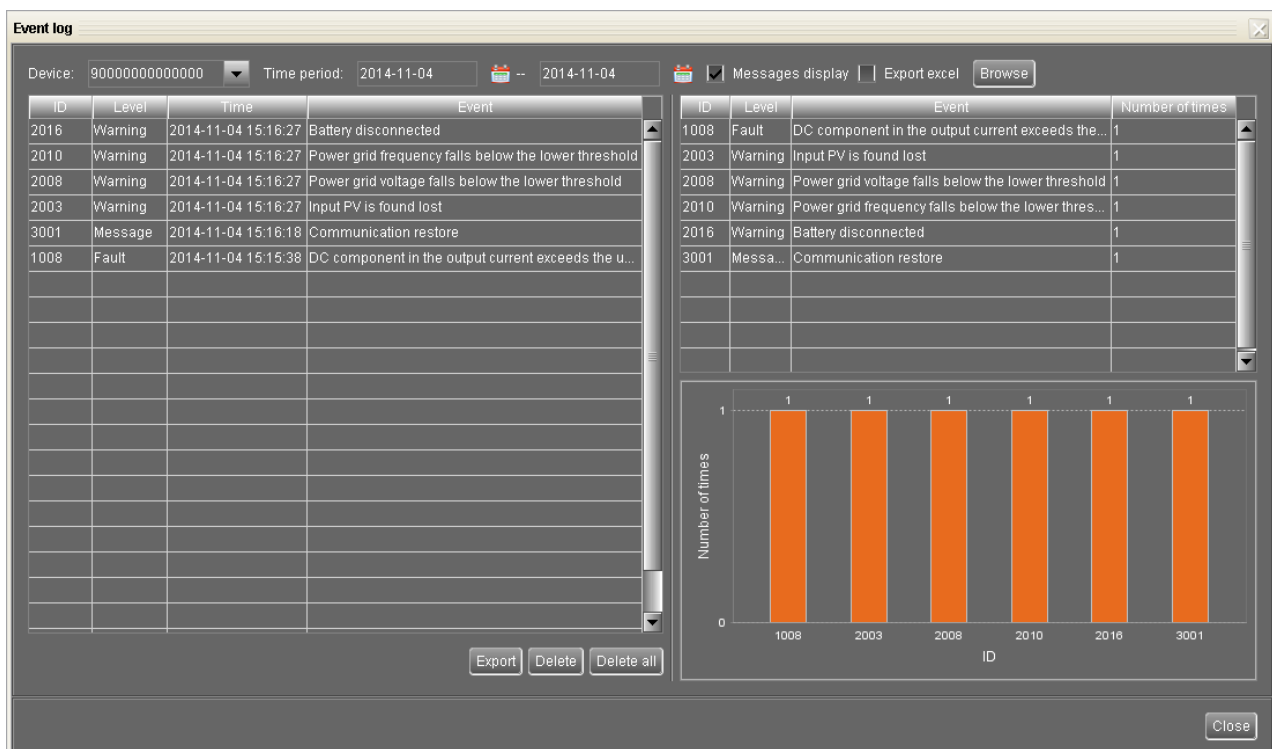 Event log
Device: 90000000000000 Time period: 2014-11-04 -- 2014-11-04 Messages display Export excel Browse
ID Level Time Event
2016 Warning 2014-11-04 15:16:27 Battery disconnected
2010 Warning 2014-11-04 15:16:27 Power grid frequency falls below the lower threshold
2008 Warning 2014-11-04 15:16:27 Power grid voltage falls below the lower threshold
2003 Warning 2014-11-04 15:16:27 Input PV is found lost
3001 Message 2014-11-04 15:16:18 Communication restore
1008 Fault 2014-11-04 15:15:38 DC component in the output current exceeds the u...
Export Delete Delete all
ID Level Event Number of times
1008 Fault DC component in the output current exceeds the... 1
2003 Warning Input PV is found lost 1
2008 Warning Power grid voltage falls below the lower threshold 1
2010 Warning Power grid frequency falls below the lower thres... 1
2016 Warning Battery disconnected 1
3001 Messa... Communication restore 1
1 1 1 1 1 1
1
Number of times
0
1008 2003 2008 2010 2016 3001
ID
Close